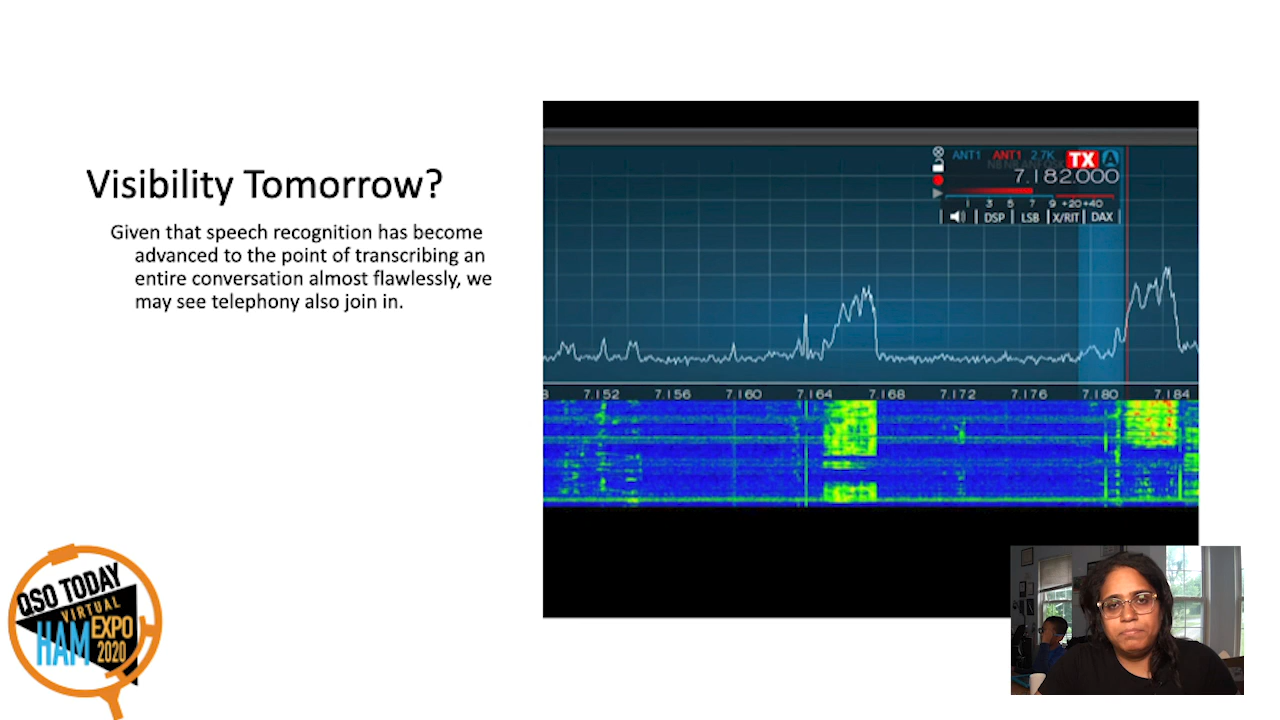 Visibility Tomorrow?
Given that speech recognition has become
advanced to the point of transcribing an
entire conversation almost flawlessly, we
may see telephony also join in.
ANT1 ANT1 2.7K TX A
7.182.000
1 3 5 7 9 +20 +40
DSP LSB X/RIT DAX
7.152 7.156 7.160 7.164 7.168 7.172 7.176 7.180 7.184
QSO TODAY
VIRTUAL
HAM EXPO
2020